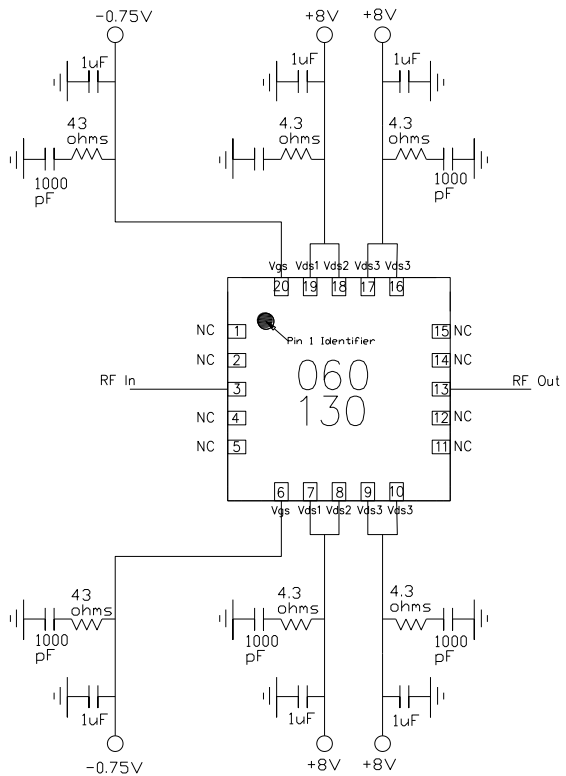 -0.75V
+8V
+8V
1uF
1uF
1uF
43
ohms
4.3
ohms
4.3
ohms
1000
pF
1000
pF
Vgs
Vds1
Vds2
Vds3
Vds3
20
19
18
17
16
NC
1
15
NC
Pin 1 Identifier
NC
2
14
NC
060
RF In
3
13
RF Out
130
NC
4
12
NC
NC
5
11
NC
6
7
8
9
10
Vgs
Vds1
Vds2
Vds3
Vds3
43
ohms
4.3
ohms
4.3
ohms
1000
pF
1000
pF
1000
pF
1uF
1uF
1uF
-0.75V
+8V
+8V